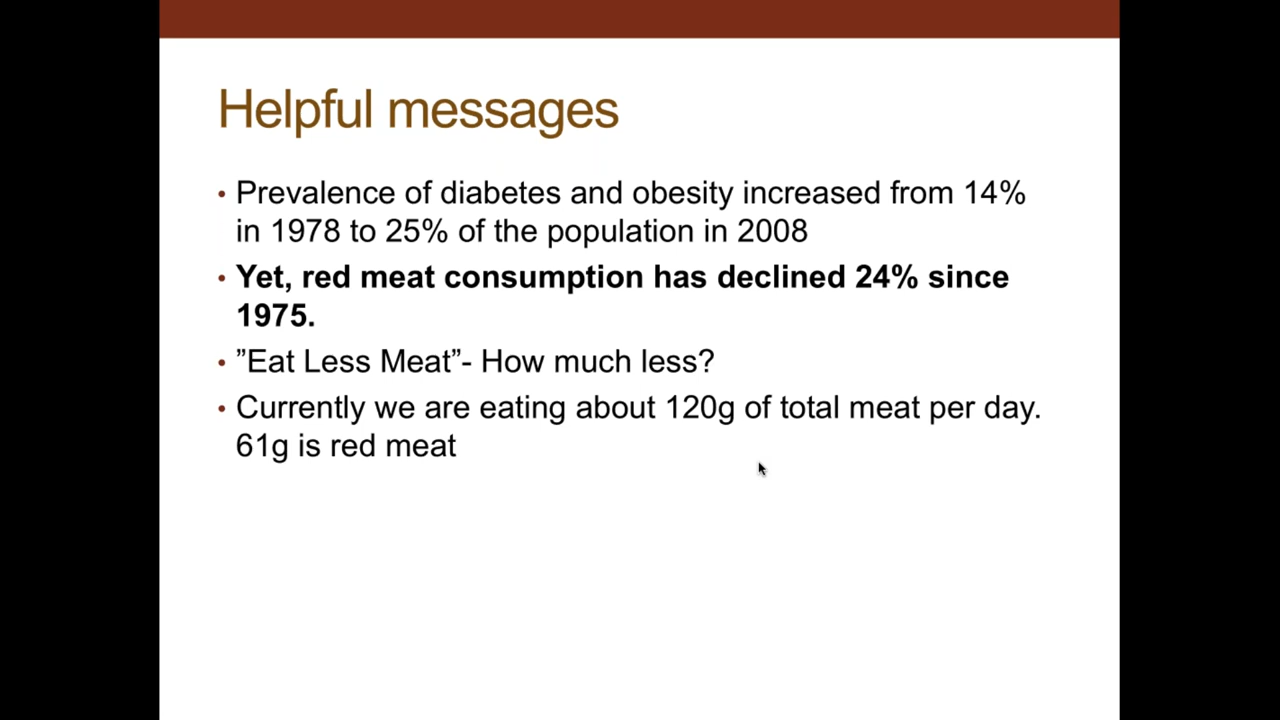 Helpful messages
• Prevalence of diabetes and obesity increased from 14%
in 1978 to 25% of the population in 2008
• Yet, red meat consumption has declined 24% since
1975.
• ”Eat Less Meat”- How much less?
• Currently we are eating about 120g of total meat per day.
61g is red meat